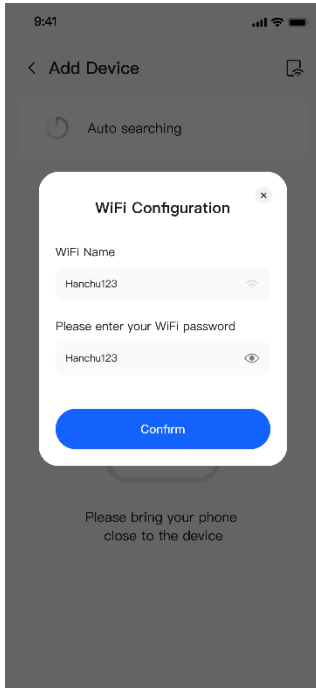 9:41
Add Device
Auto searching
WiFi Configuration
WiFi Name
Hanchu123
Please enter your WiFi password
Hanchu123
Confirm
Please bring your phone
close to the device